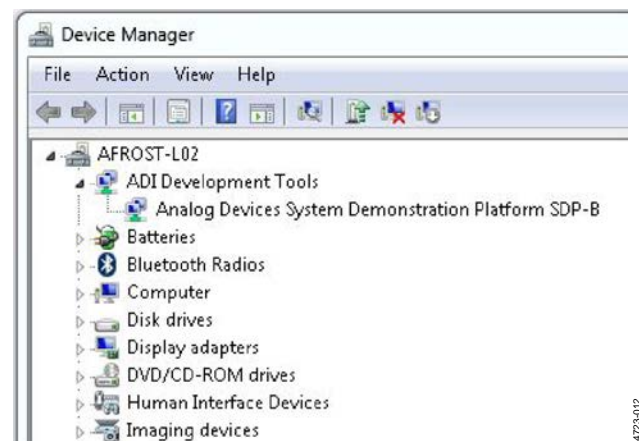 Device Manager
File Action View Help
AFROST-L02
ADI Development Tools
Analog Devices System Demonstration Platform SDP-B
Batteries
Bluetooth Radios
Computer
Disk drives
Display adapters
DVD/CD-ROM drives
Human Interface Devices
Imaging devices